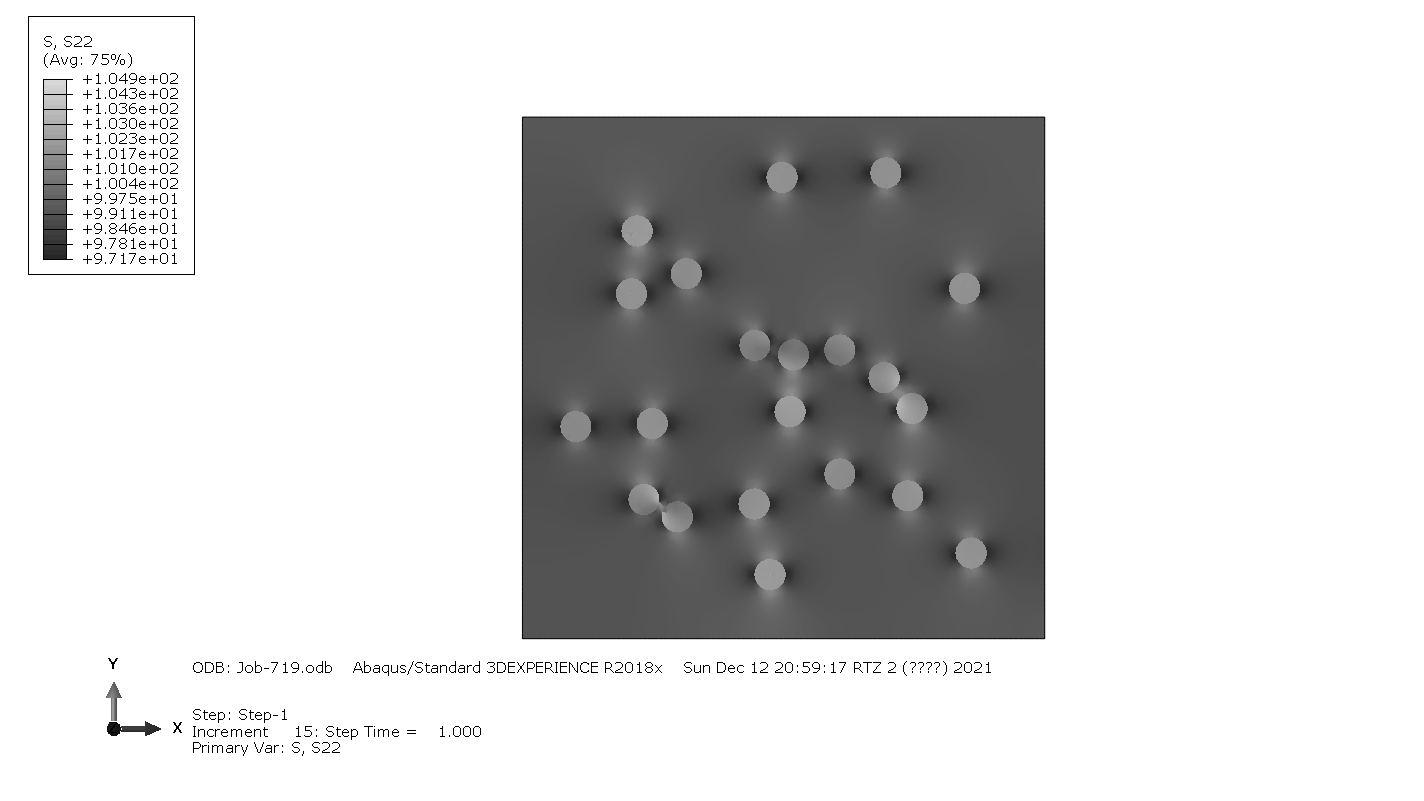 S, S22
(Avg: 75%)
+1.049e+02
+1.043e+02
+1.036e+02
+1.030e+02
+1.023e+02
+1.017e+02
+1.010e+02
+1.004e+02
+9.975e+01
+9.911e+01
+9.846e+01
+9.781e+01
+9.717e+01
Y
X
ODB: Job-719.odb Abaqus/Standard 3DEXPERIENCE R2018x Sun Dec 12 20:59:17 RTZ 2 (????) 2021
Step: Step-1
Increment 15: Step Time = 1.000
Primary Var: S, S22